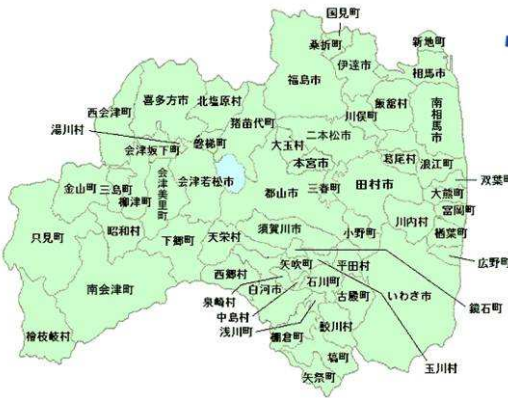 国見町
桑折町
新地町
伊達市
相馬市
福島市
喜多方市
北塩原村
飯舘村
南相馬市
西会津町
川俣町
猪苗代町
二本松市
大玉村
湯川村
磐梯町
会津坂下町
本宮市
葛尾村
浪江町
双葉町
金山町
三島町
柳津町
会津美里町
会津若松市
郡山市
三春町
田村市
大熊町
富岡町
川内村
楢葉町
只見町
昭和村
下郷町
天栄村
須賀川市
小野町
広野町
西郷村
矢吹町
平田村
南会津町
泉崎村
白河市
石川町
古殿町
いわき市
鏡石町
中島村
浅川町
棚倉町
鮫川村
檜枝岐村
塙町
矢祭町
玉川村